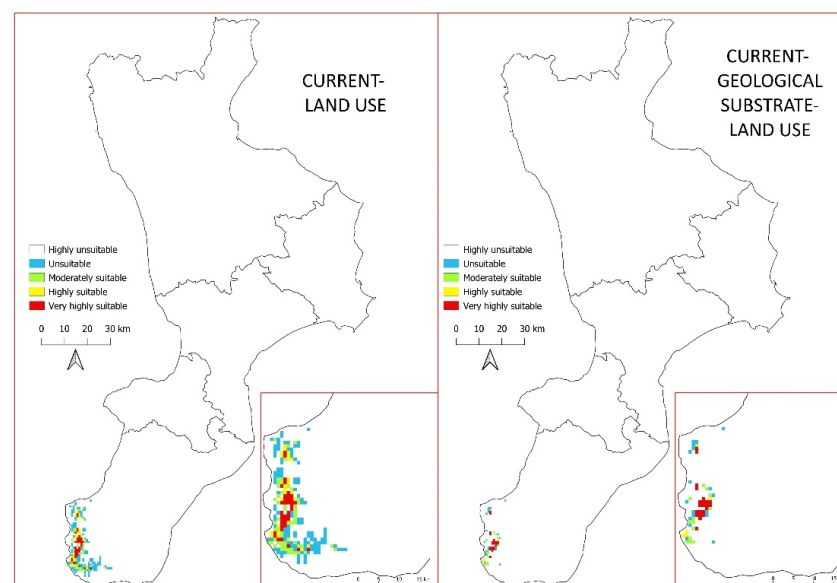 CURRENT-
LAND USE
Highly unsuitable
Unsuitable
Moderately suitable
Highly suitable
Very highly suitable
0 10 20 30 km
CURRENT-
GEOLOGICAL
SUBSTRATE-
LAND USE
Highly unsuitable
Unsuitable
Moderately suitable
Highly suitable
Very highly suitable
0 10 20 30 km